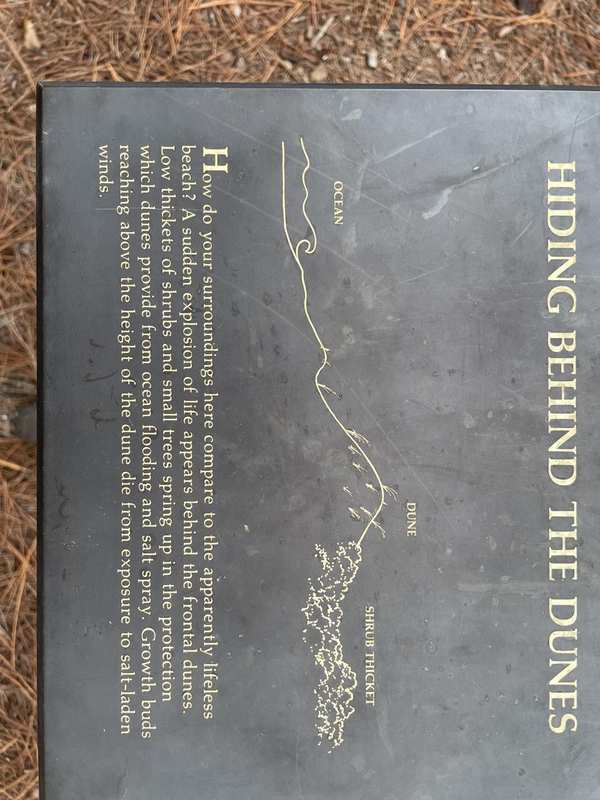 HIDING BEHIND THE DUNES
OCEAN
DUNE
SHRUB THICKET
How do your surroundings here compare to the apparently lifeless
beach? A sudden explosion of life appears behind the frontal dunes.
Low thickets of shrubs and small trees spring up in the protection
which dunes provide from ocean flooding and salt spray. Growth buds
reaching above the height of the dune die from exposure to salt-laden
winds.